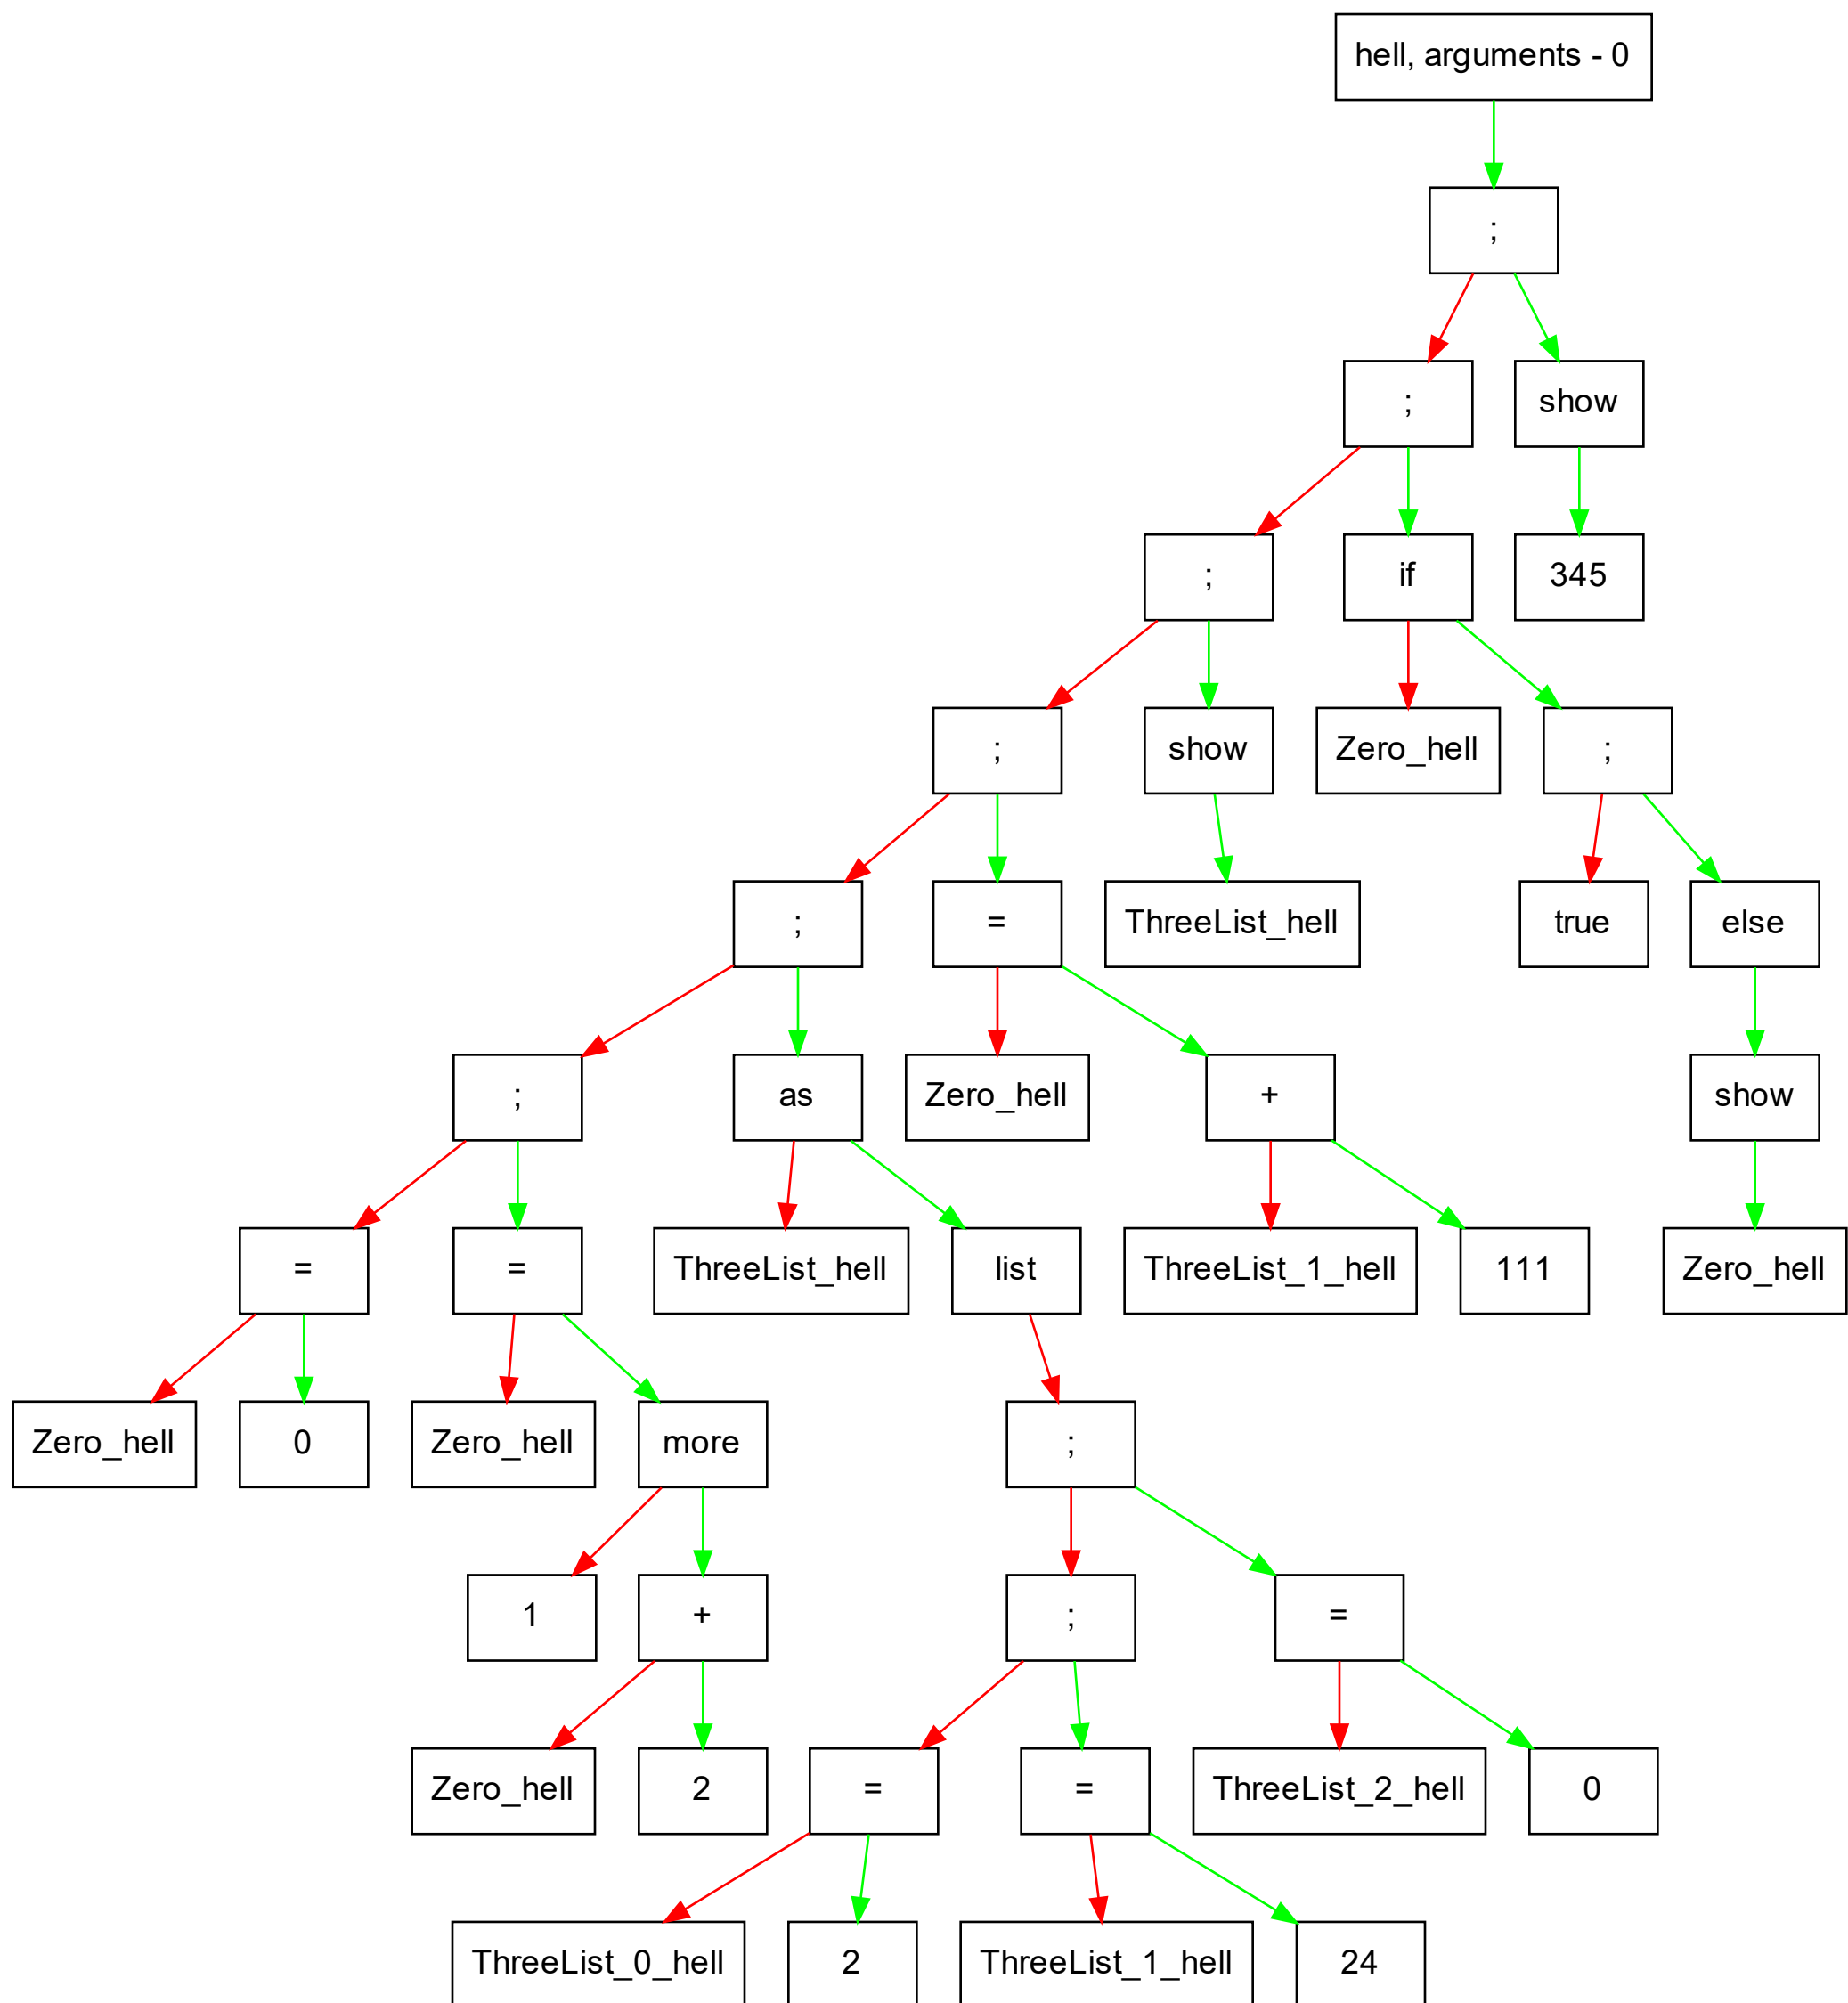 hell, arguments - 0
;
;
show
;
if
345
;
show
Zero_hell
;
;
=
ThreeList_hell
true
else
;
as
Zero_hell
+
show
=
=
ThreeList_hell
list
ThreeList_1_hell
111
Zero_hell
Zero_hell
0
Zero_hell
more
;
1
+
;
=
Zero_hell
2
=
=
ThreeList_2_hell
0
ThreeList_0_hell
2
ThreeList_1_hell
24